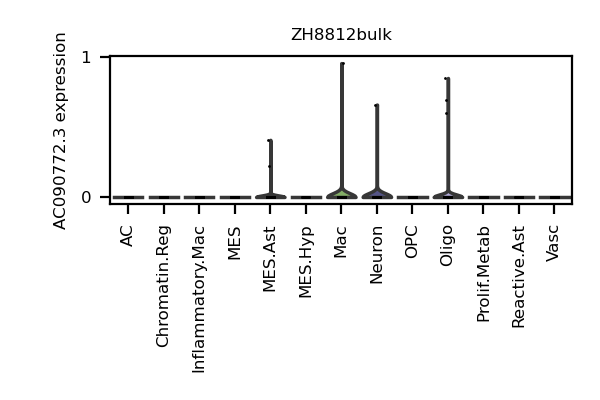 ZH8812bulk
AC090772.3 expression
1
0
AC
Chromatin.Reg
Inflammatory.Mac
MES
MES.Ast
MES.Hyp
Mac
Neuron
OPC
Oligo
Prolif.Metab
Reactive.Ast
Vasc